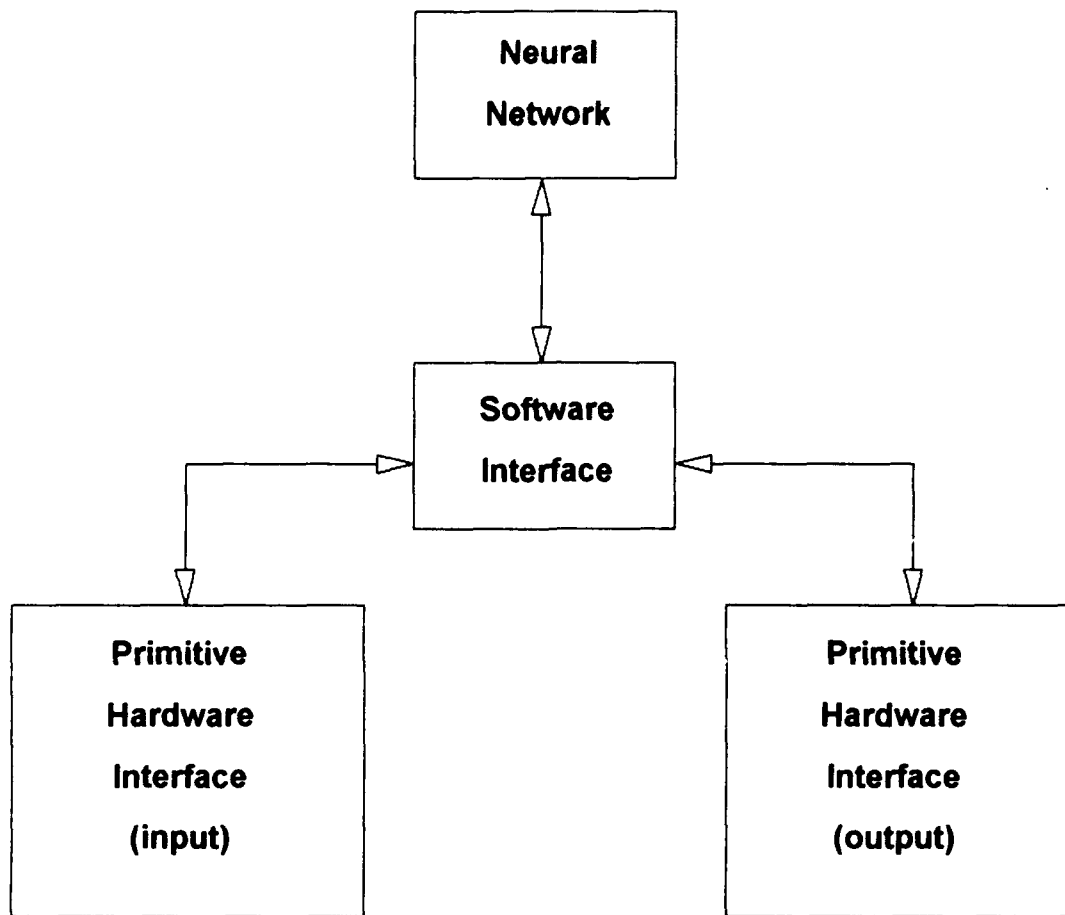 Neural
Network
Software
Interface
Primitive
Hardware
Interface
(input)
Primitive
Hardware
Interface
(output)